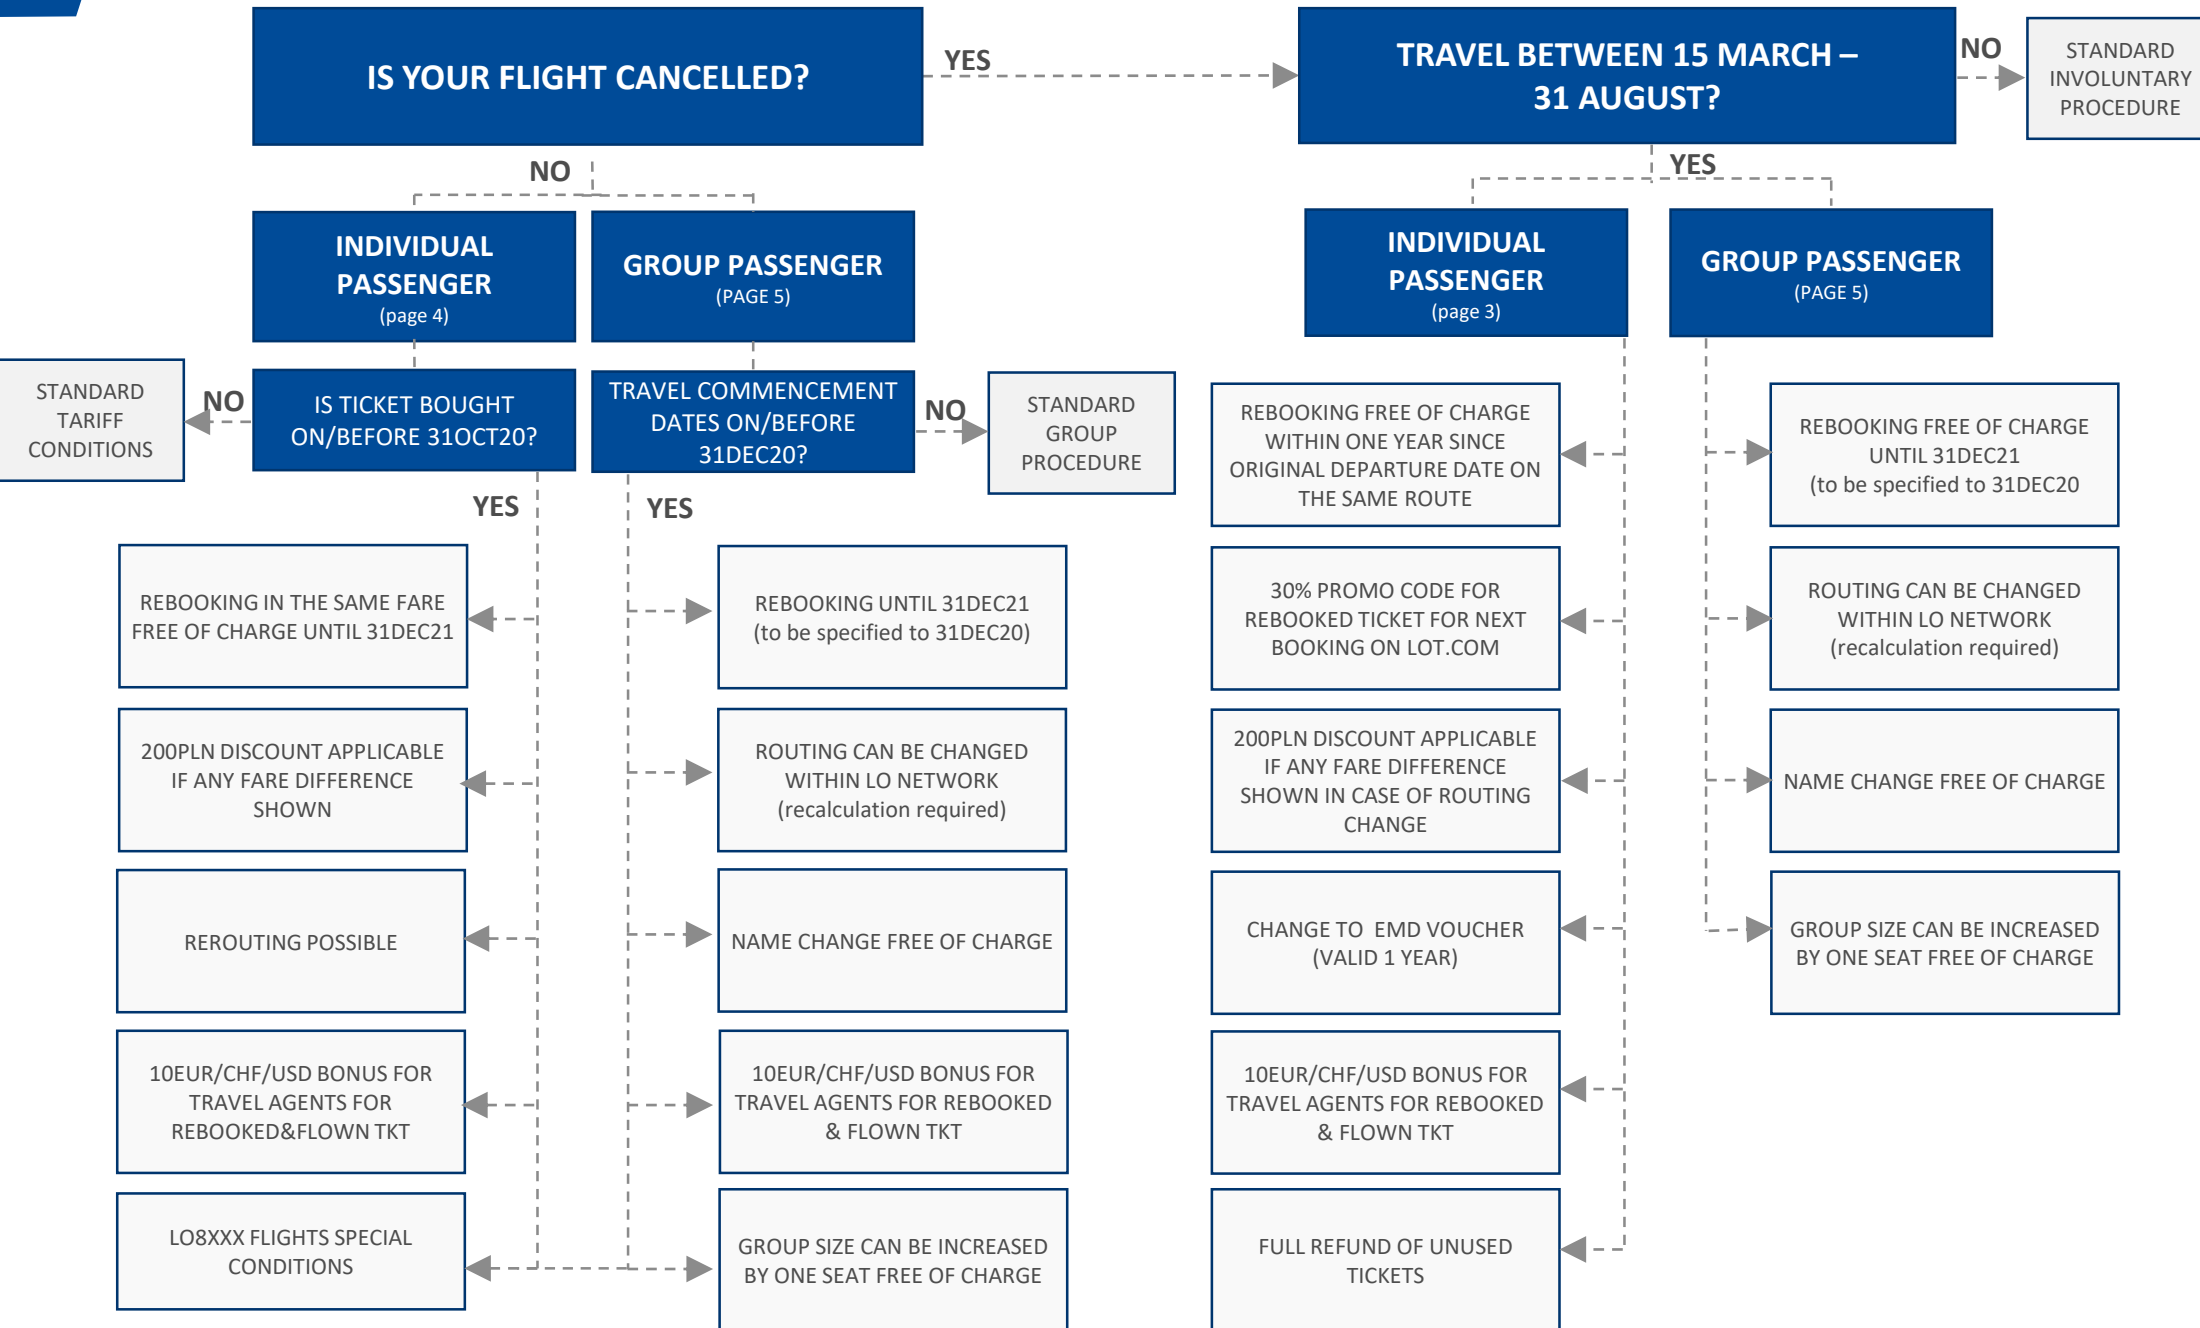 IS YOUR FLIGHT CANCELLED?
YES
TRAVEL BETWEEN 15 MARCH –
31 AUGUST?
NO
STANDARD
INVOLUNTARY
PROCEDURE
NO
YES
INDIVIDUAL
PASSENGER
(page 4)
GROUP PASSENGER
(PAGE 5)
INDIVIDUAL
PASSENGER
(page 3)
GROUP PASSENGER
(PAGE 5)
STANDARD
TARIFF
CONDITIONS
NO
IS TICKET BOUGHT
ON/BEFORE 31OCT20?
TRAVEL COMMENCEMENT
DATES ON/BEFORE
31DEC20?
NO
STANDARD
GROUP
PROCEDURE
YES
YES
REBOOKING IN THE SAME FARE
FREE OF CHARGE UNTIL 31DEC21
200PLN DISCOUNT APPLICABLE
IF ANY FARE DIFFERENCE
SHOWN
REROUTING POSSIBLE
10EUR/CHF/USD BONUS FOR
TRAVEL AGENTS FOR
REBOOKED&FLOWN TKT
LO8XXX FLIGHTS SPECIAL
CONDITIONS
REBOOKING UNTIL 31DEC21
(to be specified to 31DEC20)
ROUTING CAN BE CHANGED
WITHIN LO NETWORK
(recalculation required)
NAME CHANGE FREE OF CHARGE
10EUR/CHF/USD BONUS FOR
TRAVEL AGENTS FOR REBOOKED
& FLOWN TKT
GROUP SIZE CAN BE INCREASED
BY ONE SEAT FREE OF CHARGE
REBOOKING FREE OF CHARGE
WITHIN ONE YEAR SINCE
ORIGINAL DEPARTURE DATE ON
THE SAME ROUTE
30% PROMO CODE FOR
REBOOKED TICKET FOR NEXT
BOOKING ON LOT.COM
200PLN DISCOUNT APPLICABLE
IF ANY FARE DIFFERENCE
SHOWN IN CASE OF ROUTING
CHANGE
CHANGE TO EMD VOUCHER
(VALID 1 YEAR)
10EUR/CHF/USD BONUS FOR
TRAVEL AGENTS FOR REBOOKED
& FLOWN TKT
FULL REFUND OF UNUSED
TICKETS
REBOOKING FREE OF CHARGE
UNTIL 31DEC21
(to be specified to 31DEC20
ROUTING CAN BE CHANGED
WITHIN LO NETWORK
(recalculation required)
NAME CHANGE FREE OF CHARGE
GROUP SIZE CAN BE INCREASED
BY ONE SEAT FREE OF CHARGE